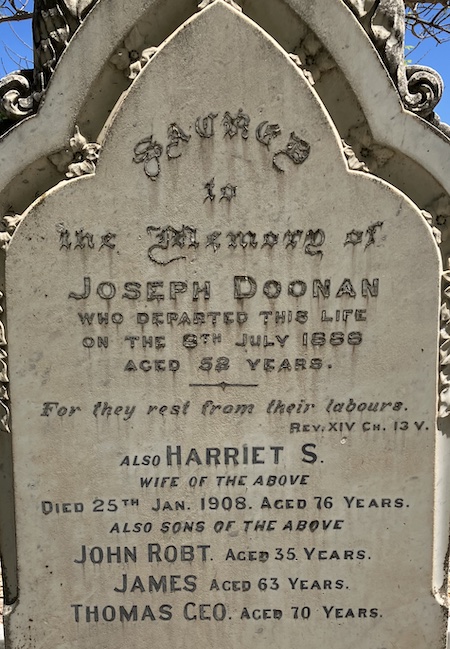 SACRED
to
the Memory of
JOSEPH DOONAN
WHO DEPARTED THIS LIFE
ON THE 8TH JULY 1886
AGED 52 YEARS.
For they rest from their labours.
REV. XIV CH. 13 V.
ALSO HARRIET S.
WIFE OF THE ABOVE
DIED 25TH JAN. 1908. AGED 76 YEARS.
ALSO SONS OF THE ABOVE
JOHN ROBT. AGED 35 YEARS.
JAMES AGED 63 YEARS.
THOMAS GEO. AGED 70 YEARS.